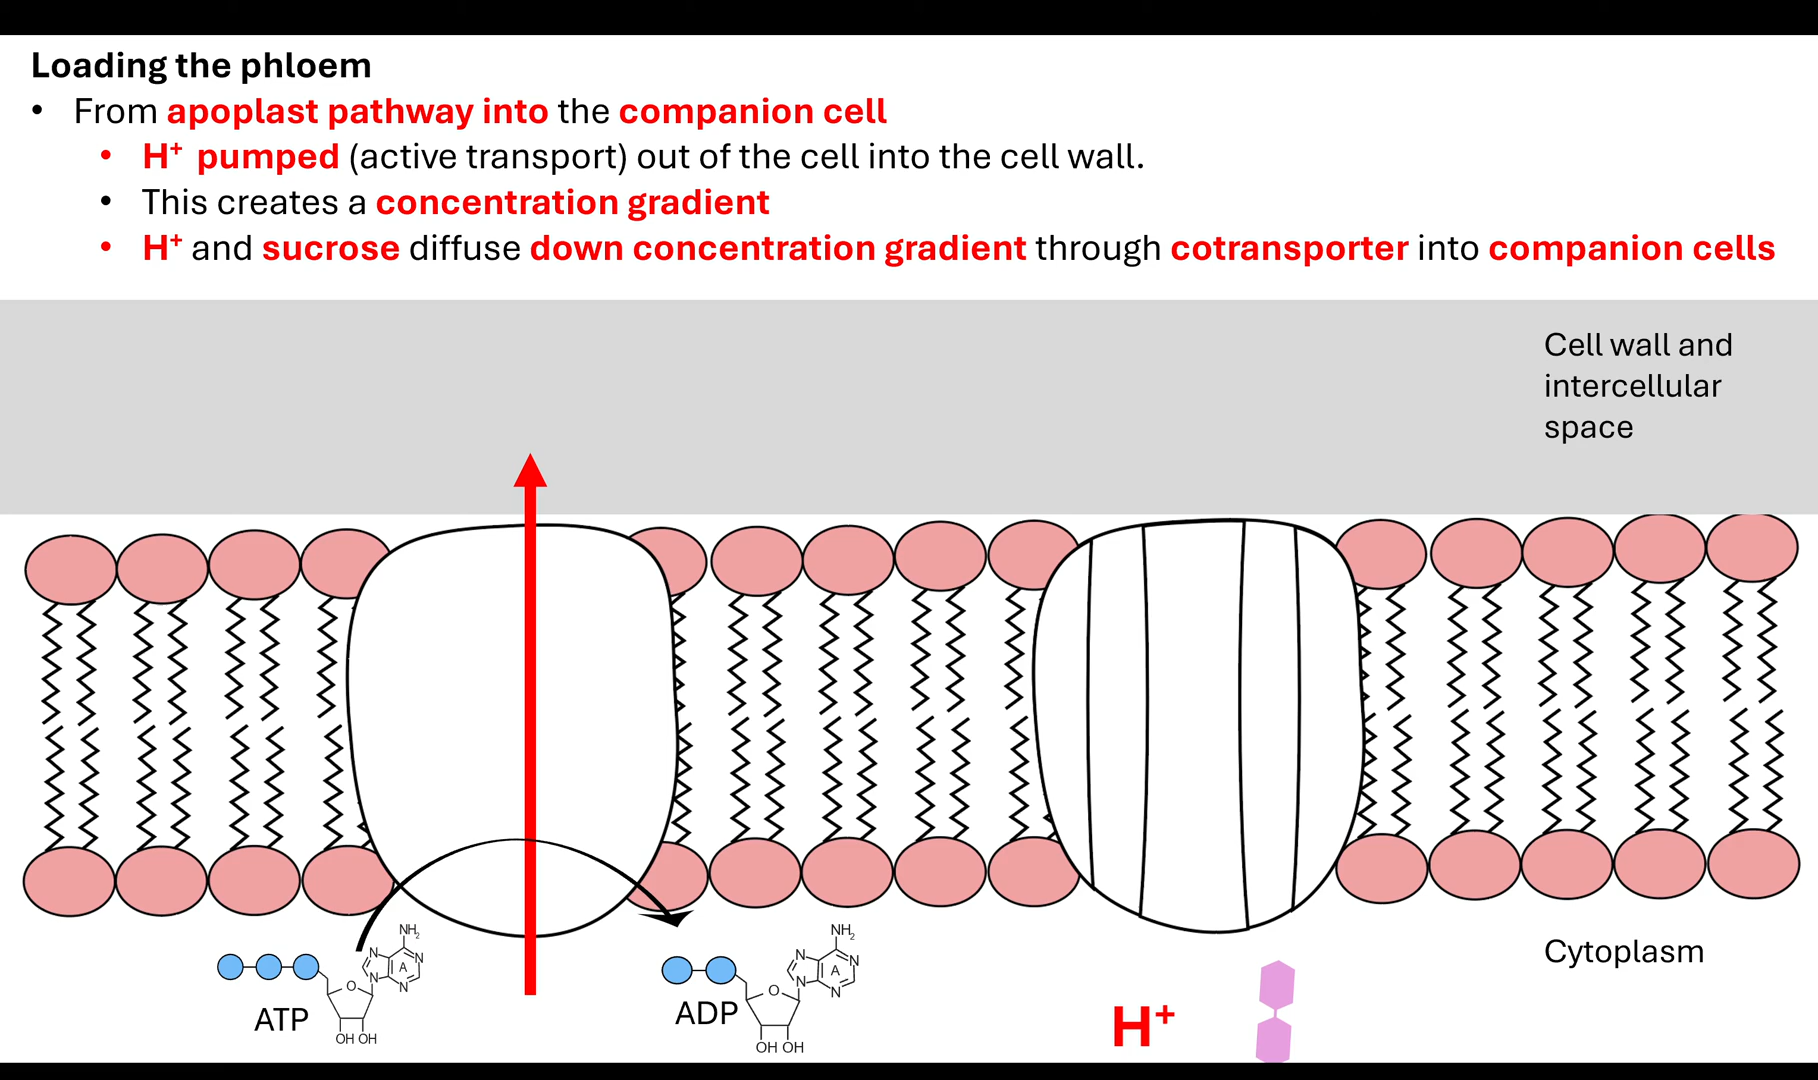 Loading the phloem
• From apoplast pathway into the companion cell
• H⁺ pumped (active transport) out of the cell into the cell wall.
• This creates a concentration gradient
• H⁺ and sucrose diffuse down concentration gradient through cotransporter into companion cells
Cell wall and
intercellular
space
Cytoplasm
NH₂
N
N
A
N
N
O
OH OH
ATP
NH₂
N
N
A
N
N
O
OH OH
ADP
H⁺